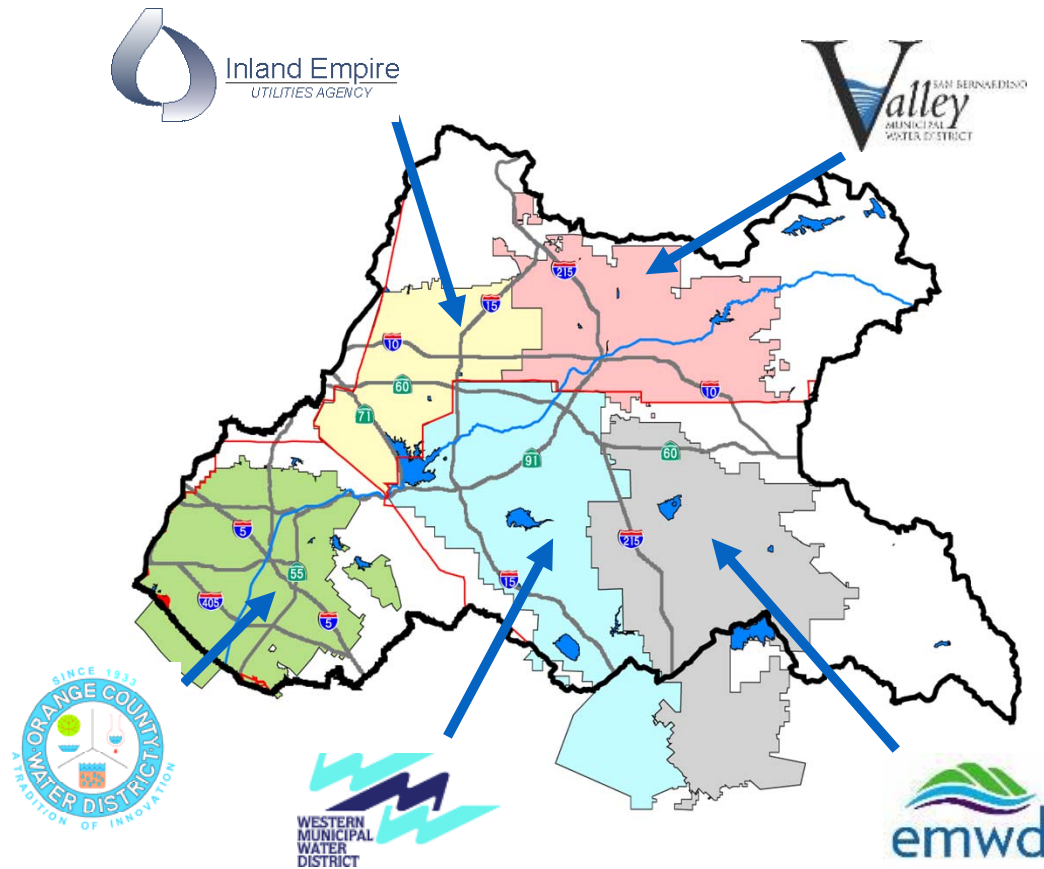 Inland Empire
UTILITIES AGENCY
Valley
SAN BERNARDINO
MUNICIPAL
WATER DISTRICT
215
15
10
60
10
71
91
60
5
55
215
405
15
5
SINCE 1933
ORANGE COUNTY
WATER DISTRICT
A TRADITION OF INNOVATION
WESTERN
MUNICIPAL
WATER
DISTRICT
emwd